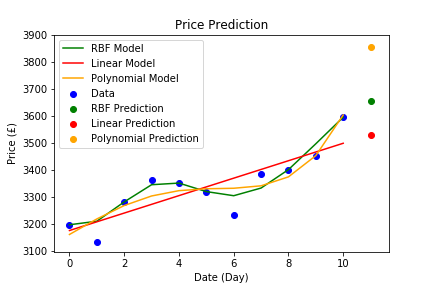 Price Prediction
3900
3800
3700
3600
3500
3400
3300
3200
3100
Price (£)
RBF Model
Linear Model
Polynomial Model
Data
RBF Prediction
Linear Prediction
Polynomial Prediction
0 2 4 6 8 10
Date (Day)